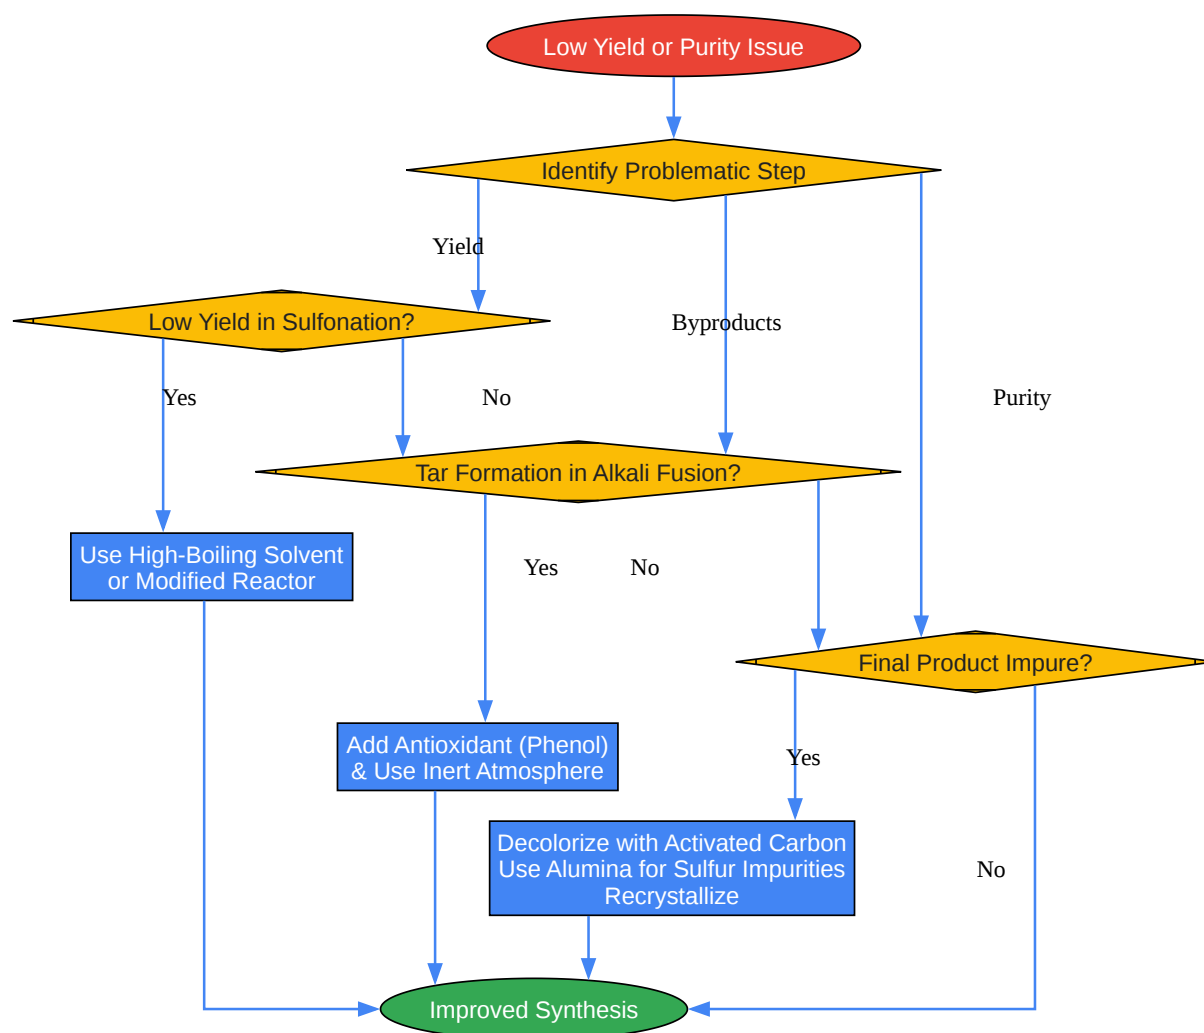 Low Yield or Purity Issue
Identify Problematic Step
Yield
Low Yield in Sulfonation?
Byproducts
Yes
No
Purity
Tar Formation in Alkali Fusion?
Use High-Boiling Solvent
or Modified Reactor
Yes
No
Final Product Impure?
Add Antioxidant (Phenol)
& Use Inert Atmosphere
Yes
Decolorize with Activated Carbon
Use Alumina for Sulfur Impurities
Recrystallize
No
Improved Synthesis